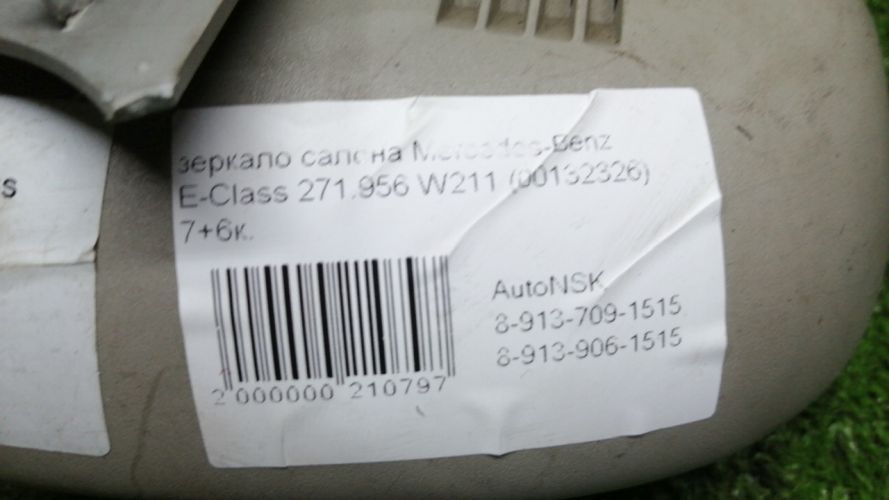 s
зеркало салона Mercedes-Benz
E-Class 271.956 W211 (00132326)
7+6к.
AutoNSK
8-913-709-1515
8-913-906-1515
2 000000 210797